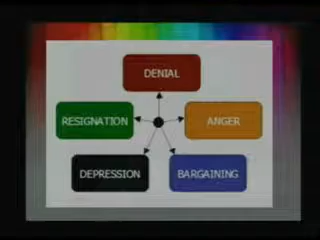 DENIAL
RESIGNATION
ANGER
DEPRESSION
BARGAINING